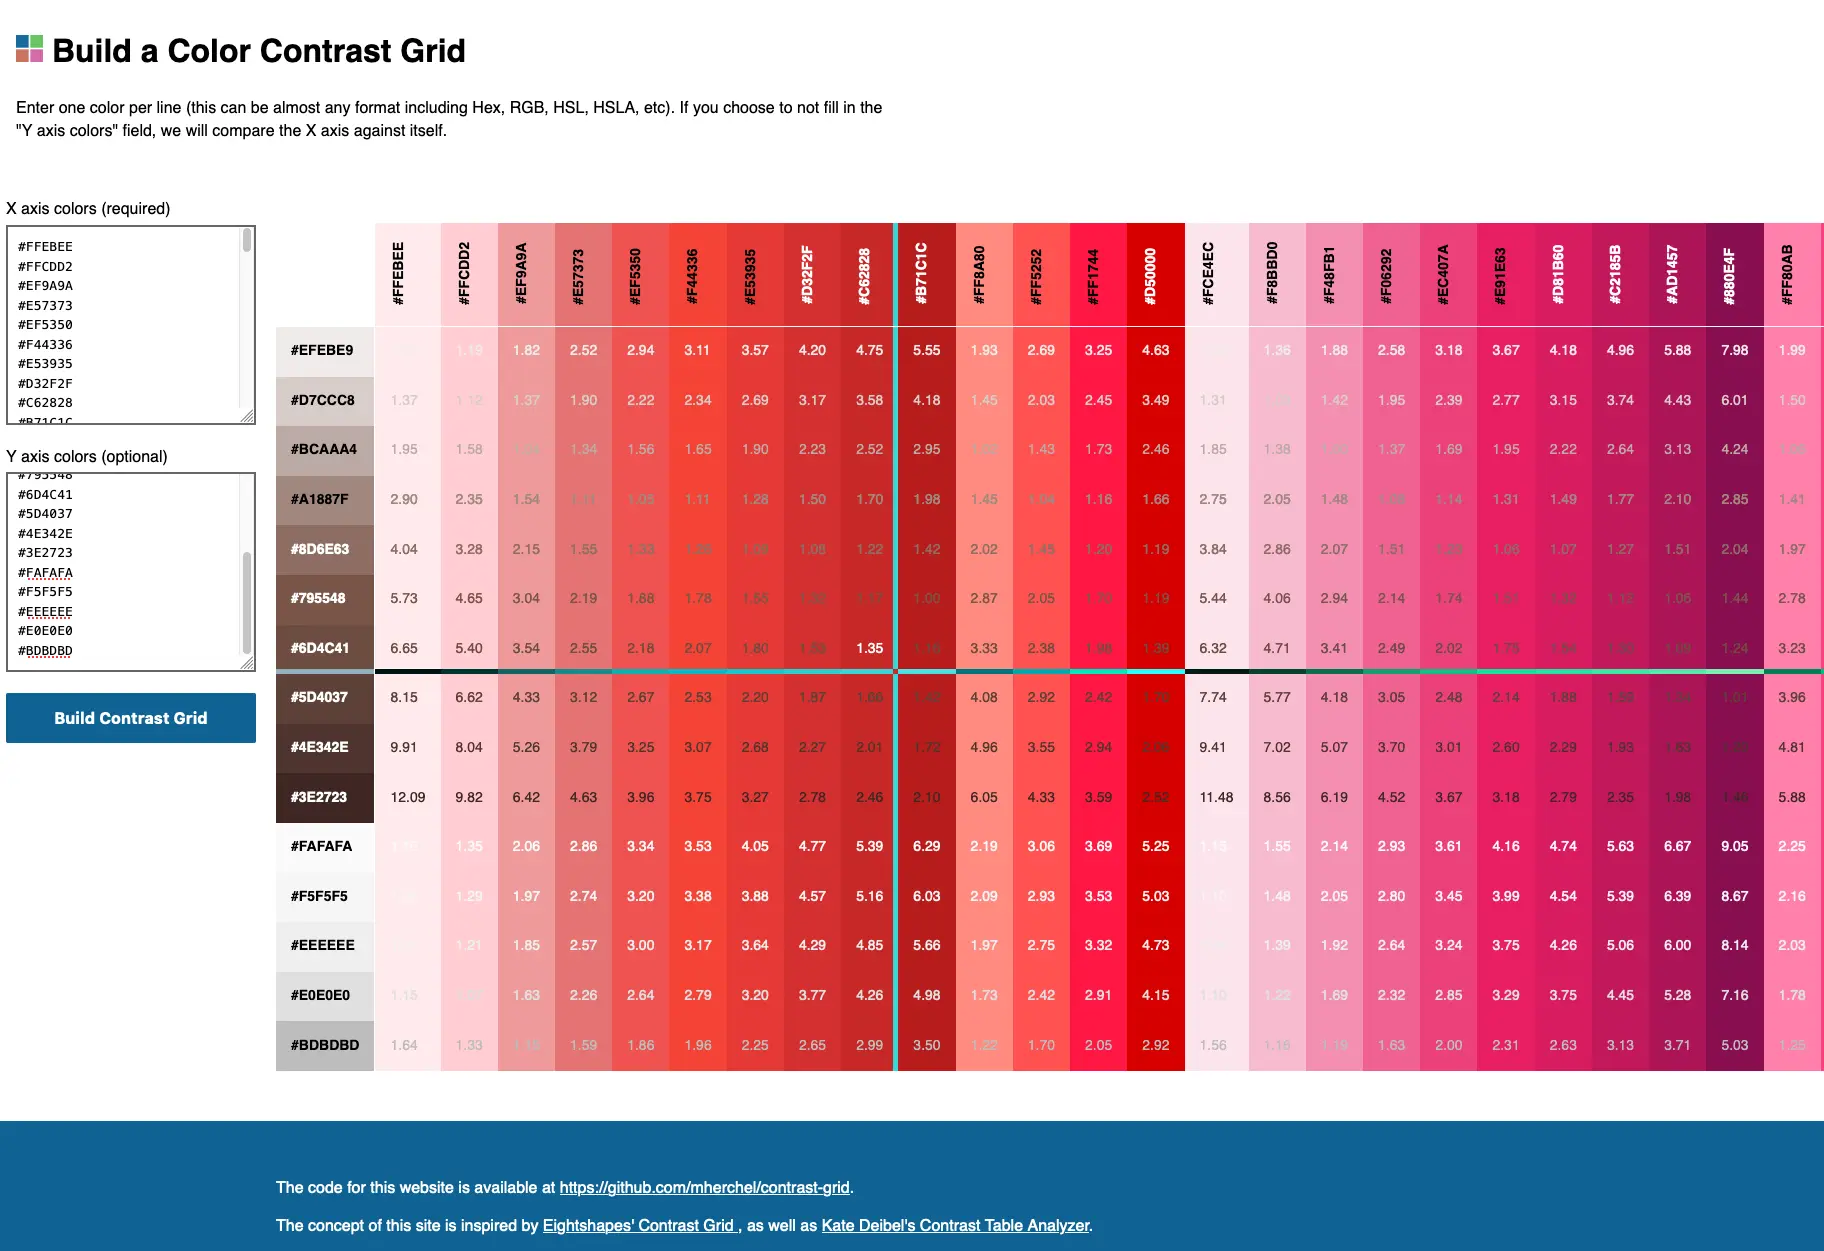 Build a Color Contrast Grid
Enter one color per line (this can be almost any format including Hex, RGB, HSL, HSLA, etc). If you choose to not fill in the
"Y axis colors" field, we will compare the X axis against itself.
X axis colors (required)
#FFEBEE
#FFCDD2
#EF9A9A
#E57373
#EF5350
#F44336
#E53935
#D32F2F
#C62828
#B71C1C
Y axis colors (optional)
#795548
#6D4C41
#5D4037
#4E342E
#3E2723
#FAFAFA
#F5F5F5
#EEEEEE
#E0E0E0
#BDBDBD
Build Contrast Grid
#FFEBEE #FFCDD2 #EF9A9A #E57373 #EF5350 #F44336 #E53935 #D32F2F #C62828 #B71C1C #FF8A80 #FF5252 #FF1744 #D50000 #FCE4EC #F8BBD0 #F48FB1 #F06292 #EC407A #E91E63 #D81B60 #C2185B #AD1457 #880E4F #FF80AB
#EFEBE9 1.19 1.82 2.52 2.94 3.11 3.57 4.20 4.75 5.55 1.93 2.69 3.25 4.63 1.36 1.88 2.58 3.18 3.67 4.18 4.96 5.88 7.98 1.99
#D7CCC8 1.37 1.12 1.37 1.90 2.22 2.34 2.69 3.17 3.58 4.18 1.45 2.03 2.45 3.49 1.31 1.42 1.95 2.39 2.77 3.15 3.74 4.43 6.01 1.50
#BCAAA4 1.95 1.58 1.34 1.56 1.65 1.90 2.23 2.52 2.95 1.43 1.73 2.46 1.85 1.38 1.37 1.69 1.95 2.22 2.64 3.13 4.24
#A1887F 2.90 2.35 1.54 1.11 1.28 1.50 1.70 1.98 1.45 1.16 1.66 2.75 2.05 1.48 1.14 1.31 1.49 1.77 2.10 2.85 1.41
#8D6E63 4.04 3.28 2.15 1.55 1.33 1.08 1.22 1.42 2.02 1.45 1.20 1.19 3.84 2.86 2.07 1.51 1.06 1.07 1.27 1.51 2.04 1.97
#795548 5.73 4.65 3.04 2.19 1.88 1.78 1.55 1.00 2.87 2.05 1.70 1.19 5.44 4.06 2.94 2.14 1.74 1.12 1.06 1.44 2.78
#6D4C41 6.65 5.40 3.54 2.55 2.18 2.07 1.80 1.35 3.33 2.38 1.98 1.39 6.32 4.71 3.41 2.49 2.02 1.75 1.24 3.23
#5D4037 8.15 6.62 4.33 3.12 2.67 2.53 2.20 1.87 1.66 4.08 2.92 2.42 1.70 7.74 5.77 4.18 3.05 2.48 2.14 1.88 1.59 1.01 3.96
#4E342E 9.91 8.04 5.26 3.79 3.25 3.07 2.68 2.27 2.01 1.72 4.96 3.55 2.94 9.41 7.02 5.07 3.70 3.01 2.60 2.29 1.93 1.63 4.81
#3E2723 12.09 9.82 6.42 4.63 3.96 3.75 3.27 2.78 2.46 2.10 6.05 4.33 3.59 2.52 11.48 8.56 6.19 4.52 3.67 3.18 2.79 2.35 1.98 1.46 5.88
#FAFAFA 1.35 2.06 2.86 3.34 3.53 4.05 4.77 5.39 6.29 2.19 3.06 3.69 5.25 1.15 1.55 2.14 2.93 3.61 4.16 4.74 5.63 6.67 9.05 2.25
#F5F5F5 1.29 1.97 2.74 3.20 3.38 3.88 4.57 5.16 6.03 2.09 2.93 3.53 5.03 1.10 1.48 2.05 2.80 3.45 3.99 4.54 5.39 6.39 8.67 2.16
#EEEEEE 1.21 1.85 2.57 3.00 3.17 3.64 4.29 4.85 5.66 1.97 2.75 3.32 4.73 1.39 1.92 2.64 3.24 3.75 4.26 5.06 6.00 8.14 2.03
#E0E0E0 1.15 1.63 2.26 2.64 2.79 3.20 3.77 4.26 4.98 1.73 2.42 2.91 4.15 1.10 1.22 1.69 2.32 2.85 3.29 3.75 4.45 5.28 7.16 1.78
#BDBDBD 1.64 1.33 1.59 1.86 1.96 2.25 2.65 2.99 3.50 1.22 1.70 2.05 2.92 1.56 1.16 1.19 1.63 2.00 2.31 2.63 3.13 3.71 5.03 1.25
The code for this website is available at https://github.com/mherchel/contrast-grid.
The concept of this site is inspired by Eightshapes' Contrast Grid , as well as Kate Deibel's Contrast Table Analyzer.